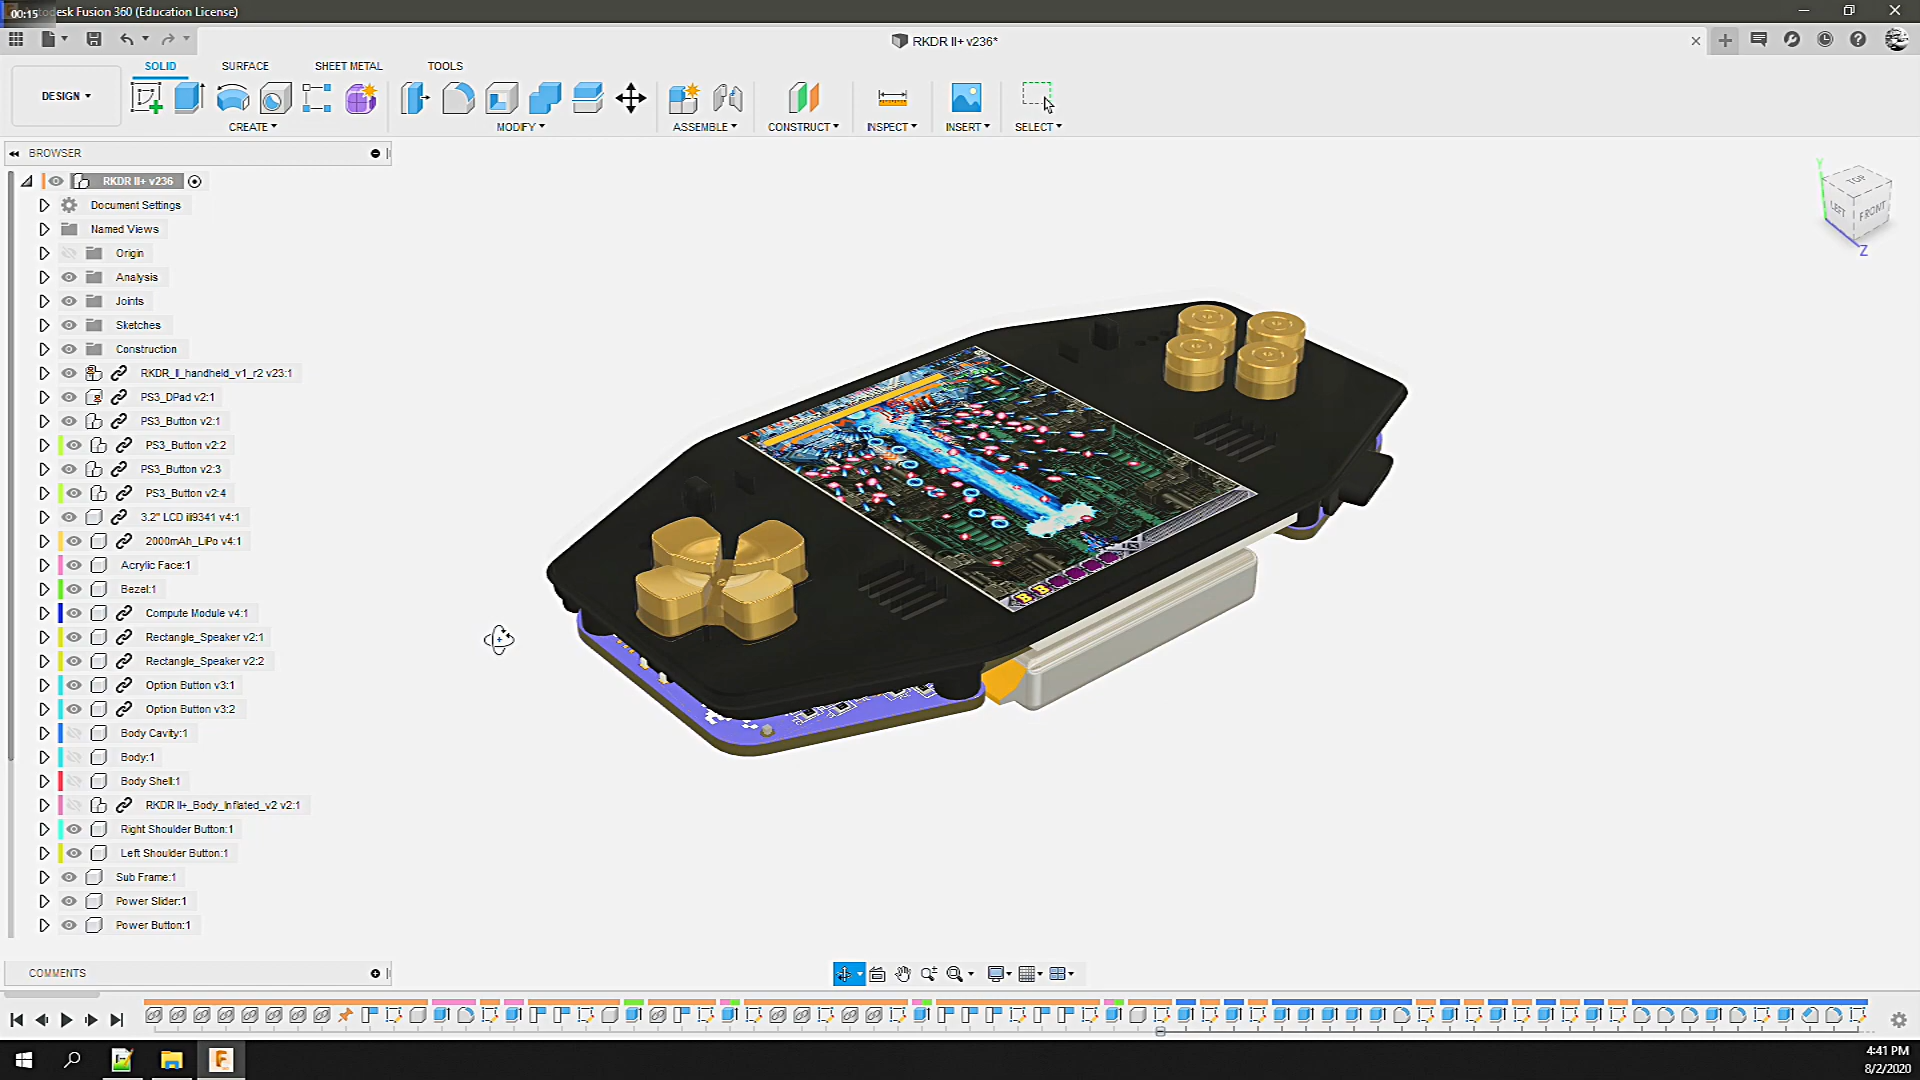 00:15
Autodesk Fusion 360 (Education License)
RKDR II+ v236*
SOLID SURFACE SHEET METAL TOOLS
DESIGN
CREATE MODIFY ASSEMBLE CONSTRUCT INSPECT INSERT SELECT
BROWSER
RKDR II+ v236
Document Settings
Named Views
Origin
Analysis
Joints
Sketches
Construction
RKDR_II_handheld_v1_r2 v23:1
PS3_DPad v2:1
PS3_Button v2:1
PS3_Button v2:2
PS3_Button v2:3
PS3_Button v2:4
3.2" LCD ili9341 v4:1
2000mAh_LiPo v4:1
Acrylic Face:1
Bezel:1
Compute Module v4:1
Rectangle_Speaker v2:1
Rectangle_Speaker v2:2
Option Button v3:1
Option Button v3:2
Body Cavity:1
Body:1
Body Shell:1
RKDR II+_Body_Inflated_v2 v2:1
Right Shoulder Button:1
Left Shoulder Button:1
Sub Frame:1
Power Slider:1
Power Button:1
TOP
LEFT FRONT
Y
Z
B B
COMMENTS
4:41 PM
8/2/2020